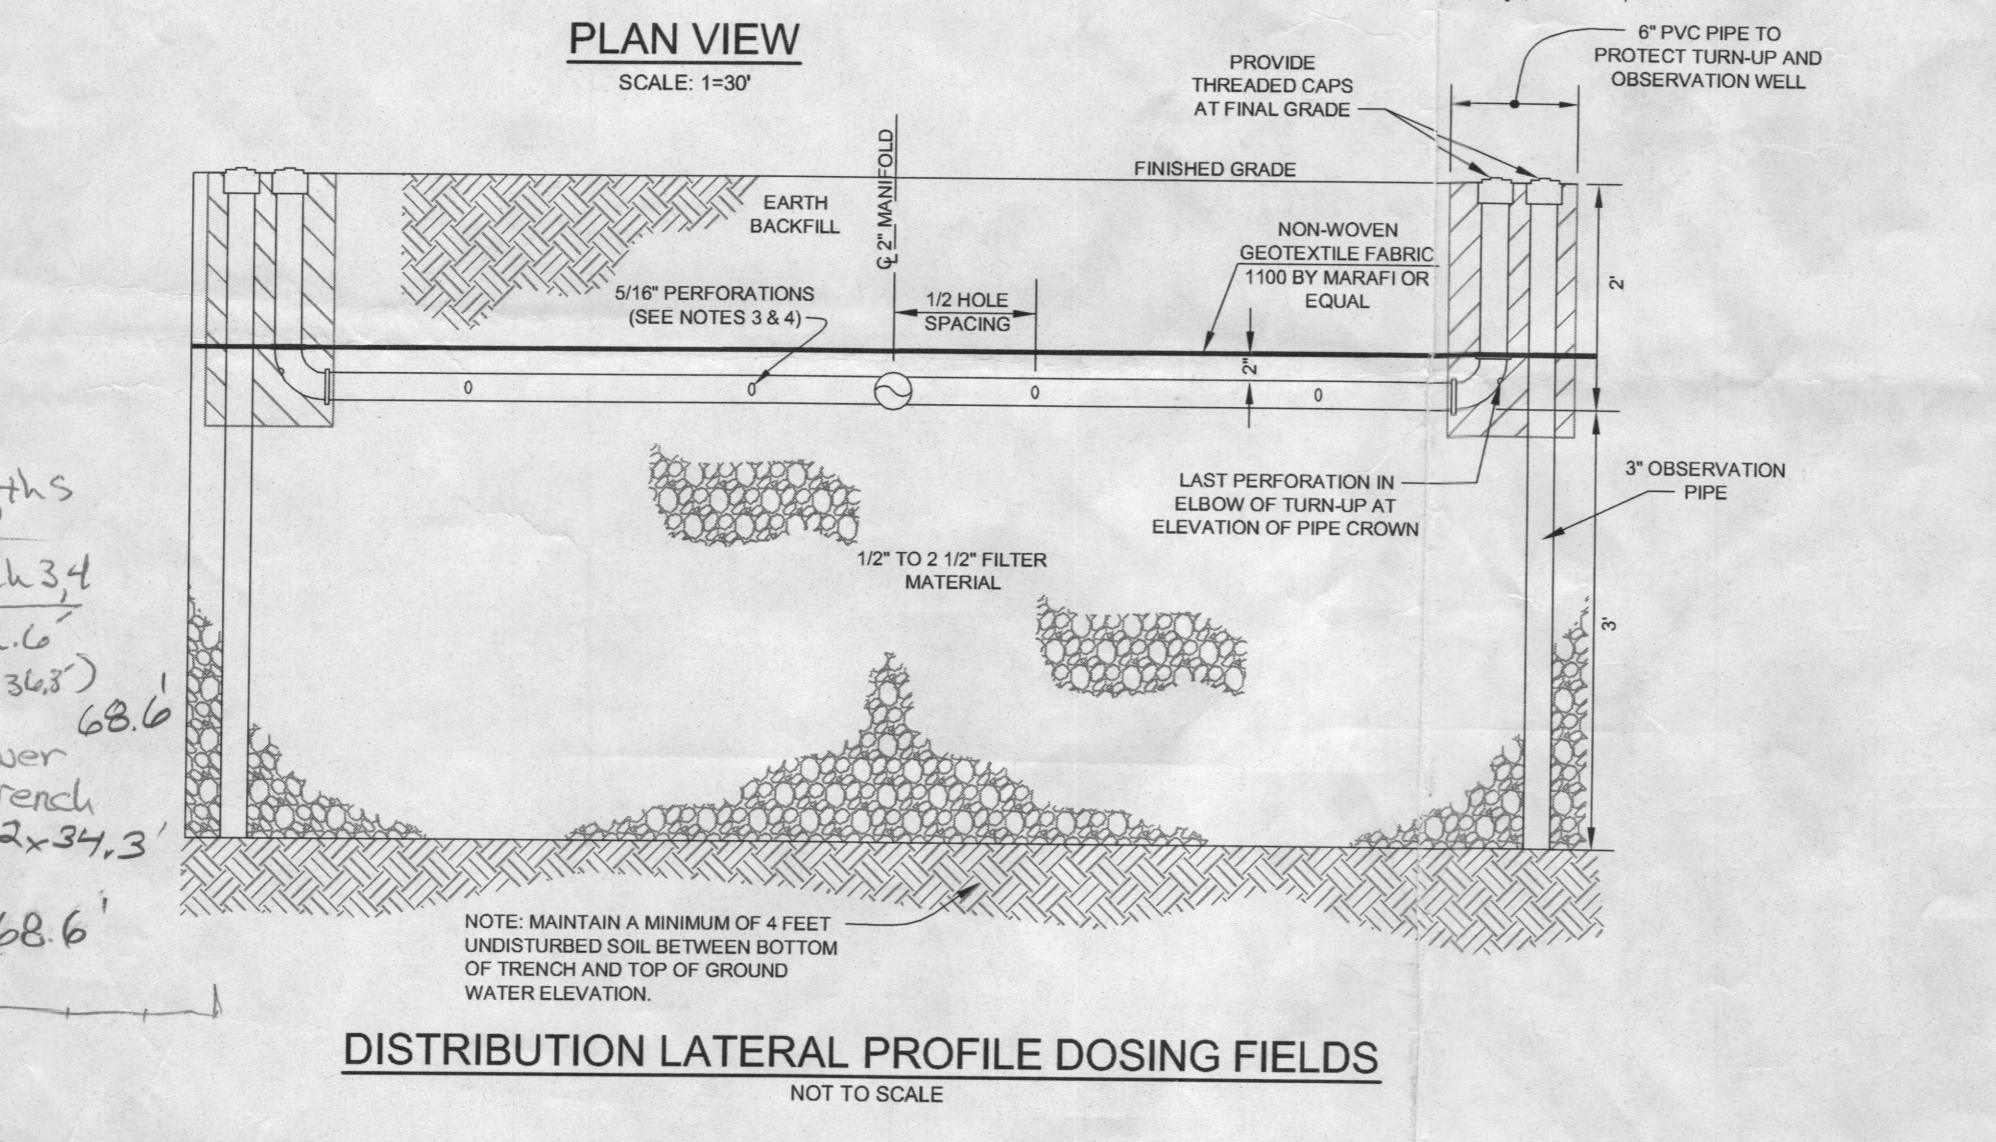 PLAN VIEW
SCALE: 1=30'
6" PVC PIPE TO
PROTECT TURN-UP AND
OBSERVATION WELL
PROVIDE
THREADED CAPS
AT FINAL GRADE
FINISHED GRADE
EARTH
BACKFILL
℄ 2" MANIFOLD
NON-WOVEN
GEOTEXTILE FABRIC
1100 BY MARAFI OR
EQUAL
5/16" PERFORATIONS
(SEE NOTES 3 & 4)
1/2 HOLE
SPACING
2"
2'
LAST PERFORATION IN
ELBOW OF TURN-UP AT
ELEVATION OF PIPE CROWN
3" OBSERVATION
PIPE
1/2" TO 2 1/2" FILTER
MATERIAL
3'
3,4
36.3')
68.6'
2x34.3'
68.6'
NOTE: MAINTAIN A MINIMUM OF 4 FEET
UNDISTURBED SOIL BETWEEN BOTTOM
OF TRENCH AND TOP OF GROUND
WATER ELEVATION.
DISTRIBUTION LATERAL PROFILE DOSING FIELDS
NOT TO SCALE